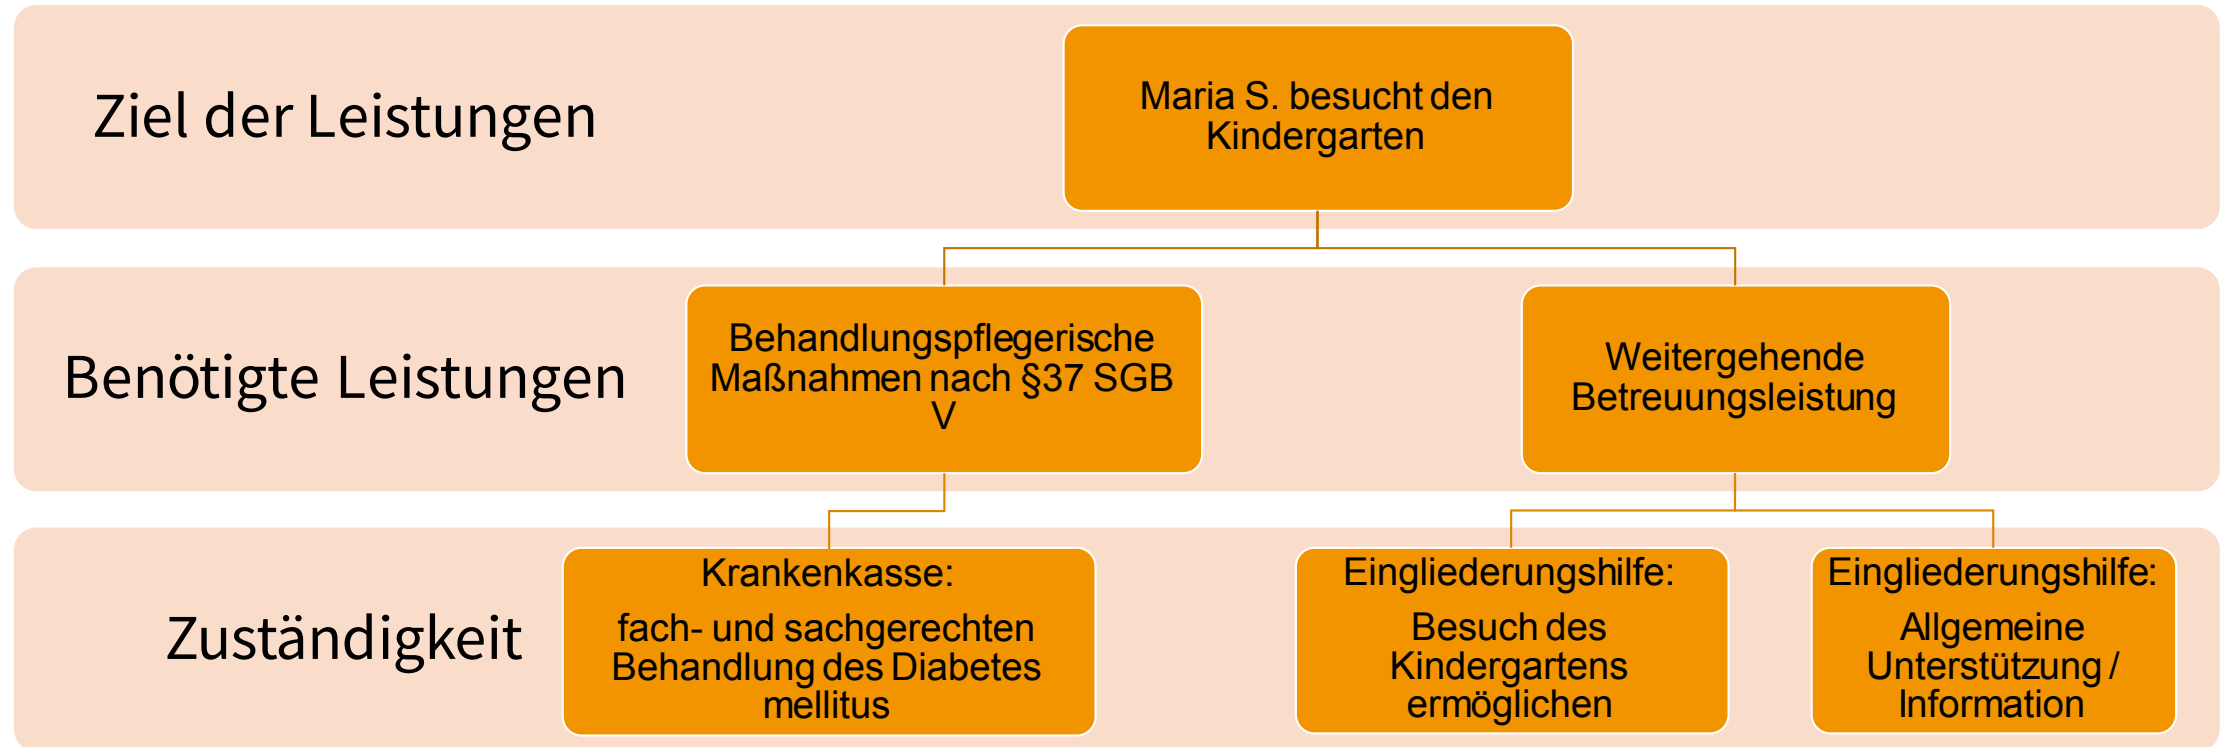 Ziel der Leistungen
Maria S. besucht den
Kindergarten
Benötigte Leistungen
Behandlungspflegerische
Maßnahmen nach §37 SGB
V
Weitergehende
Betreuungsleistung
Zuständigkeit
Krankenkasse:
fach- und sachgerechten
Behandlung des Diabetes
mellitus
Eingliederungshilfe:
Besuch des
Kindergartens
ermöglichen
Eingliederungshilfe:
Allgemeine
Unterstützung /
Information